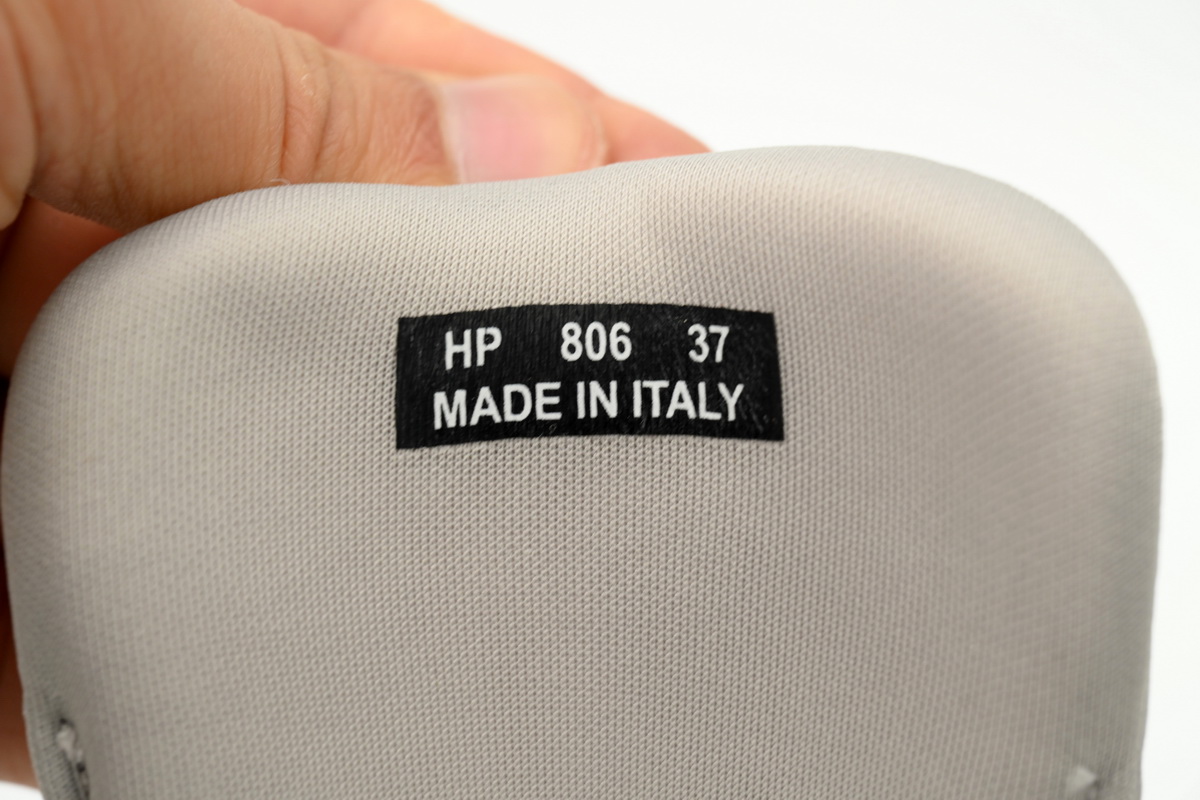 HP 806 37
MADE IN ITALY